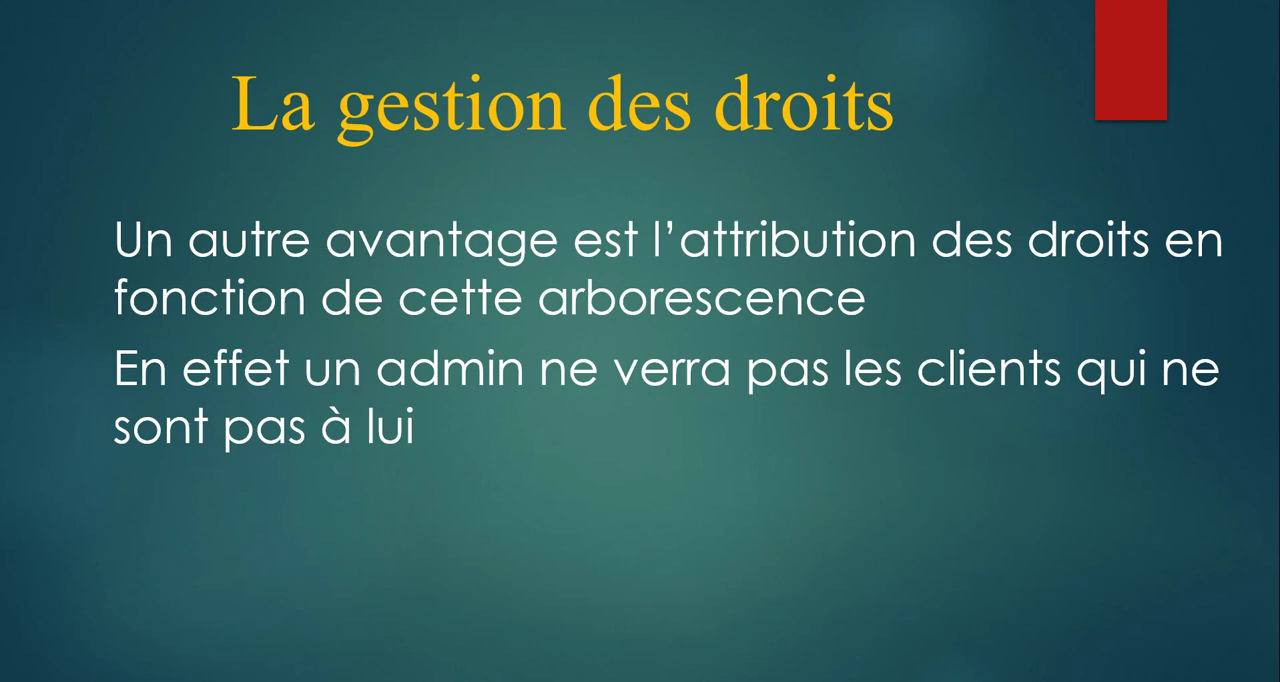 La gestion des droits
Un autre avantage est l’attribution des droits en
fonction de cette arborescence
En effet un admin ne verra pas les clients qui ne
sont pas à lui